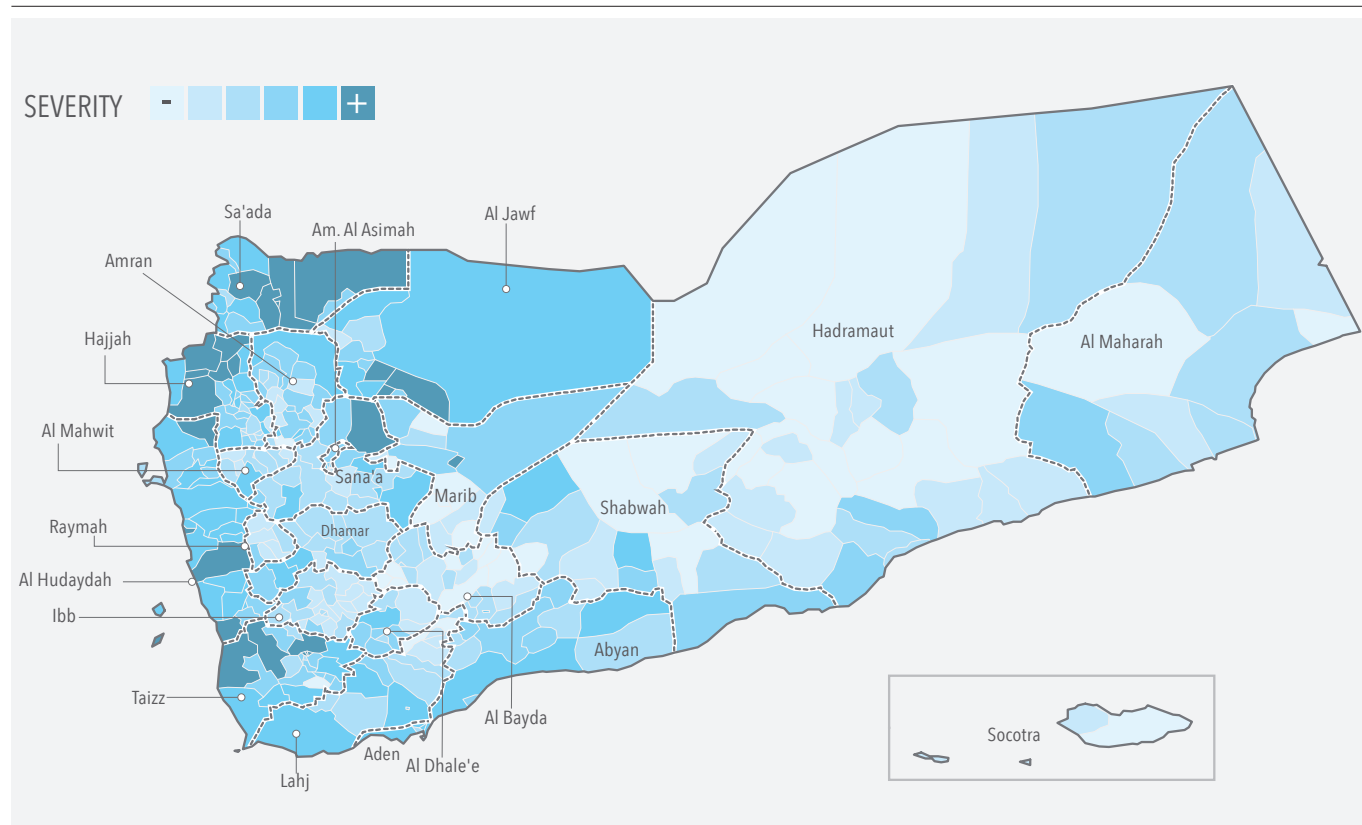 SEVERITY - +
Sa'ada
Am. Al Asimah
Al Jawf
Amran
Hajjah
Hadramaut
Al Maharah
Al Mahwit
Sana'a
Marib
Shabwah
Raymah
Dhamar
Al Hudaydah
Ibb
Abyan
Taizz
Al Bayda
Socotra
Aden
Al Dhale'e
Lahj